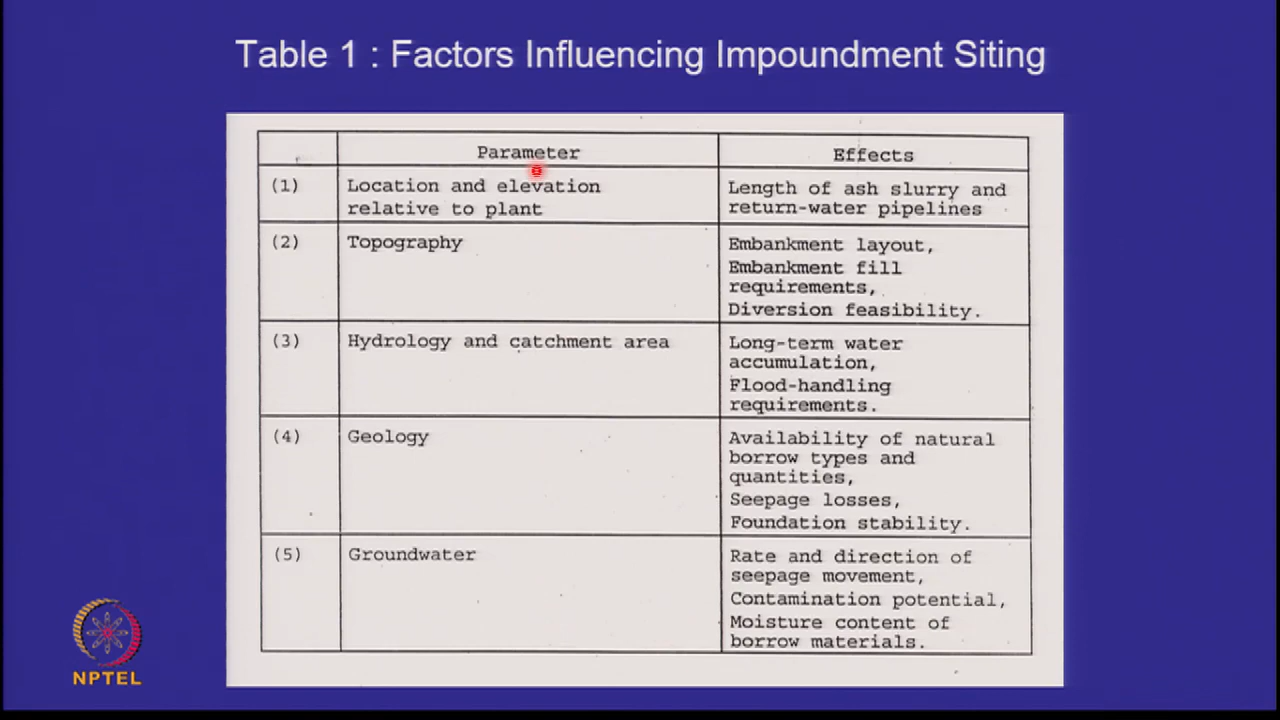 Table 1 : Factors Influencing Impoundment Siting
Parameter
Effects
(1)
Location and elevation
relative to plant
Length of ash slurry and
return-water pipelines
(2)
Topography
Embankment layout,
Embankment fill
requirements,
Diversion feasibility.
(3)
Hydrology and catchment area
Long-term water
accumulation,
Flood-handling
requirements.
(4)
Geology
Availability of natural
borrow types and
quantities,
Seepage losses,
Foundation stability.
(5)
Groundwater
Rate and direction of
seepage movement,
Contamination potential,
Moisture content of
borrow materials.
NPTEL